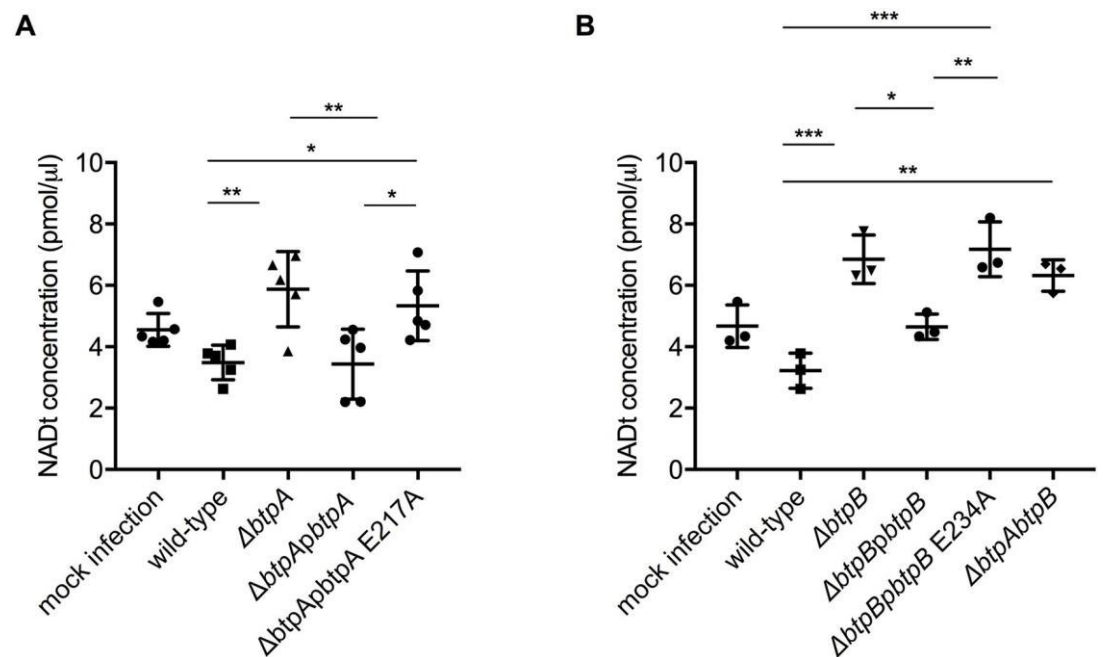 A
**
*
**
*
NADt concentration (pmol/µl)
10
8
6
4
2
0
mock infection
wild-type
ΔbtpA
ΔbtpApbtpA
ΔbtpApbtpA E217A
B
***
**
*
***
**
NADt concentration (pmol/µl)
10
8
6
4
2
0
mock infection
wild-type
ΔbtpB
ΔbtpBpbtpB
ΔbtpBpbtpB E234A
ΔbtpAbtpB